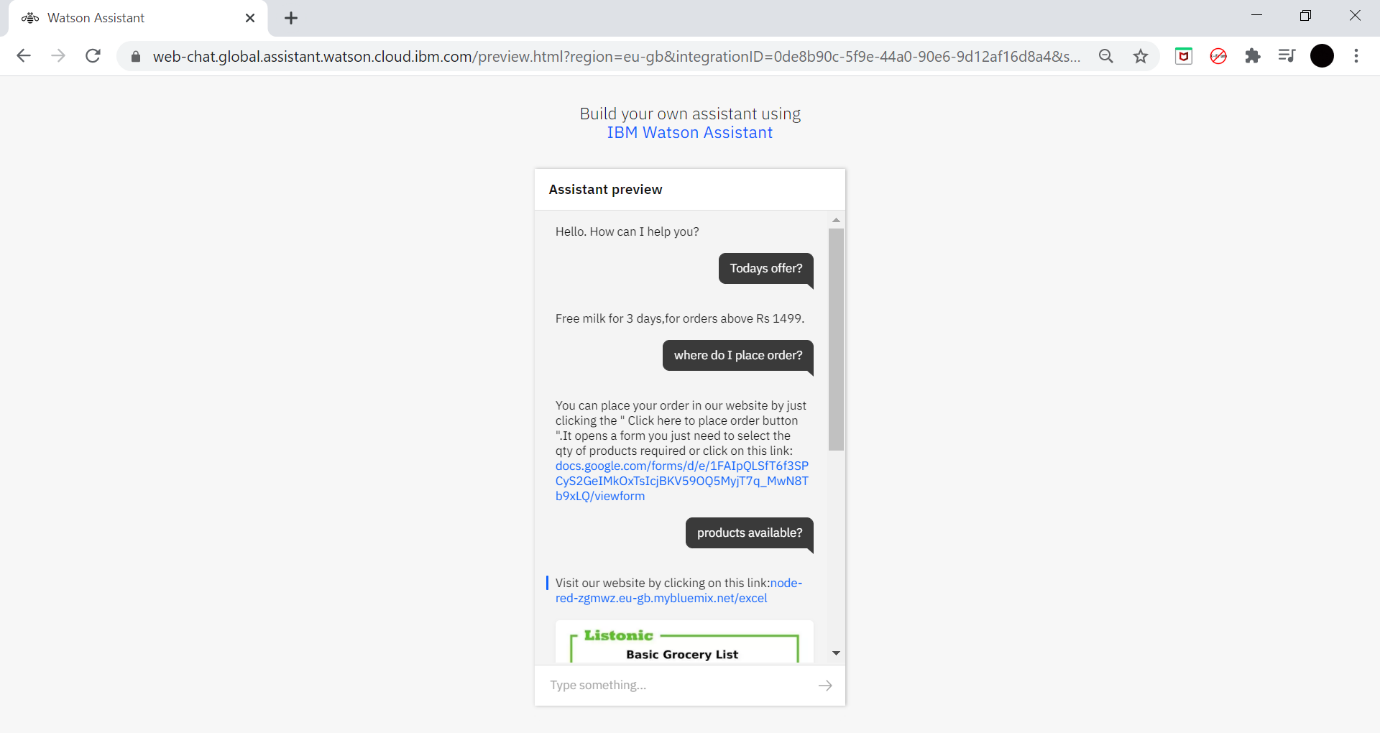 Watson Assistant
web-chat.global.assistant.watson.cloud.ibm.com/preview.html?region=eu-gb&integrationID=0de8b90c-5f9e-44a0-90e6-9d12af16d8a4&s...
Build your own assistant using
IBM Watson Assistant
Assistant preview
Hello. How can I help you?
Todays offer?
Free milk for 3 days,for orders above Rs 1499.
where do I place order?
You can place your order in our website by just
clicking the " Click here to place order button
".It opens a form you just need to select the
qty of products required or click on this link:
docs.google.com/forms/d/e/1FAIpQLSfT6f3SP
CyS2GeIMkOxTsIcjBKV59OQ5MyjT7q_MwN8T
b9xLQ/viewform
products available?
Visit our website by clicking on this link:node-
red-zgmwz.eu-gb.mybluemix.net/excel
Listonic
Basic Grocery List
Type something...